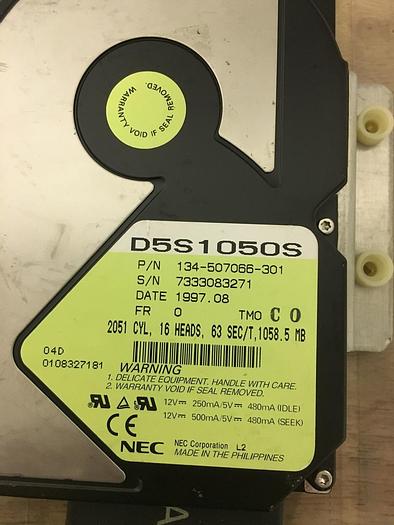 WARRANTY VOID IF SEAL REMOVED.
D5S1050S
P/N 134-507066-301
S/N 7333083271
DATE 1997.08
FR 0 TMO C 0
2051 CYL, 16 HEADS, 63 SEC/T,1058.5 MB
04D
0108327181
WARNING
1. DELICATE EQUIPMENT. HANDLE WITH CARE.
2. WARRANTY VOID IF SEAL REMOVED.
12V⎓ 250mA/5V⎓ 480mA (IDLE)
12V⎓ 500mA/5V⎓ 480mA (SEEK)
CE
NEC NEC Corporation L2
MADE IN THE PHILIPPINES
A